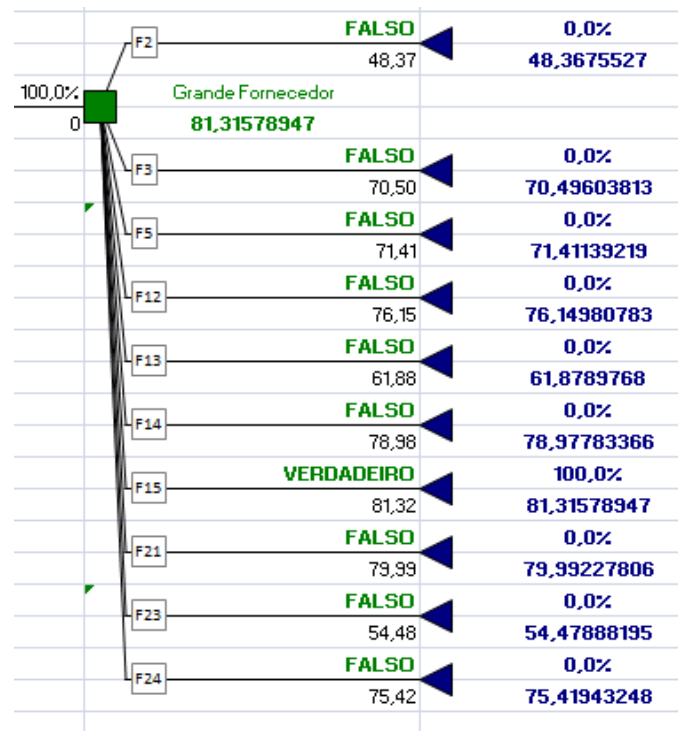 F2 FALSO 0,0%
48,37 48,3675527
100,0% Grande Fornecedor
0 81,31578947
F3 FALSO 0,0%
70,50 70,49603813
F5 FALSO 0,0%
71,41 71,41139219
F12 FALSO 0,0%
76,15 76,14980783
F13 FALSO 0,0%
61,88 61,8789768
F14 FALSO 0,0%
78,98 78,97783366
F15 VERDADEIRO 100,0%
81,32 81,31578947
F21 FALSO 0,0%
79,99 79,99227806
F23 FALSO 0,0%
54,48 54,47888195
F24 FALSO 0,0%
75,42 75,41943248